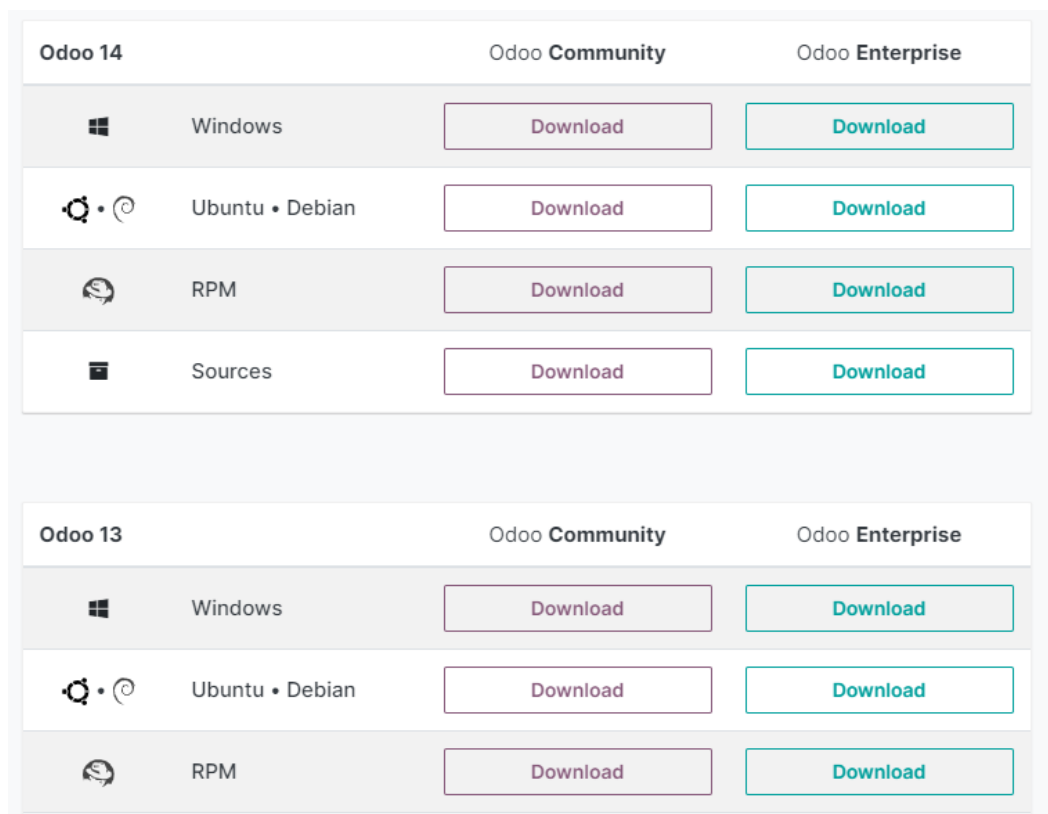 Odoo 14 Odoo Community Odoo Enterprise
Windows Download Download
Ubuntu • Debian Download Download
RPM Download Download
Sources Download Download
Odoo 13 Odoo Community Odoo Enterprise
Windows Download Download
Ubuntu • Debian Download Download
RPM Download Download